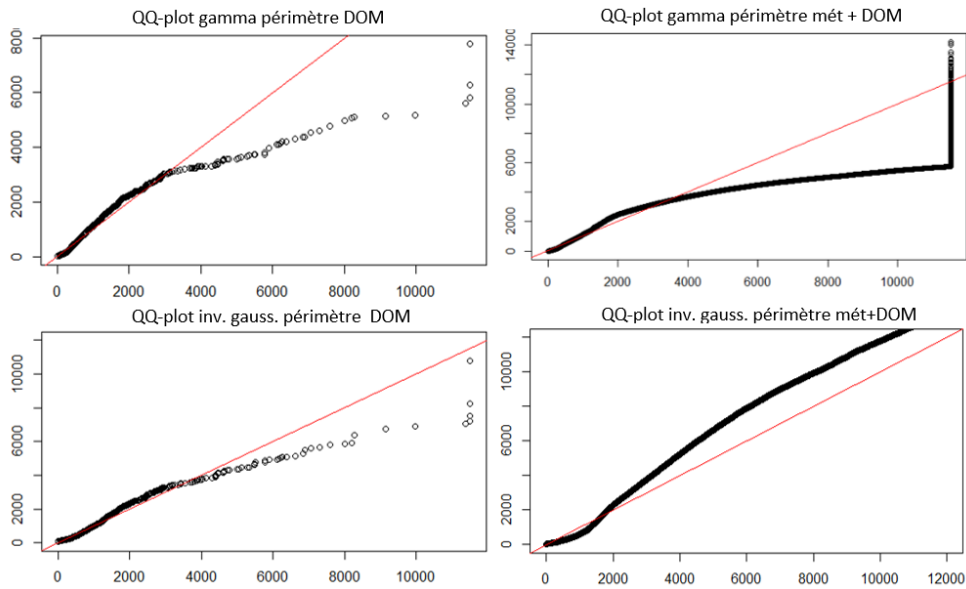 QQ-plot gamma périmètre DOM
8000
6000
4000
2000
0
0 2000 4000 6000 8000 10000
QQ-plot gamma périmètre mét + DOM
14000
10000
6000
2000
0
0 2000 4000 6000 8000 10000
QQ-plot inv. gauss. périmètre DOM
10000
6000
2000
0
0 2000 4000 6000 8000 10000
QQ-plot inv. gauss. périmètre mét+DOM
10000
6000
2000
0
0 2000 4000 6000 8000 10000 12000